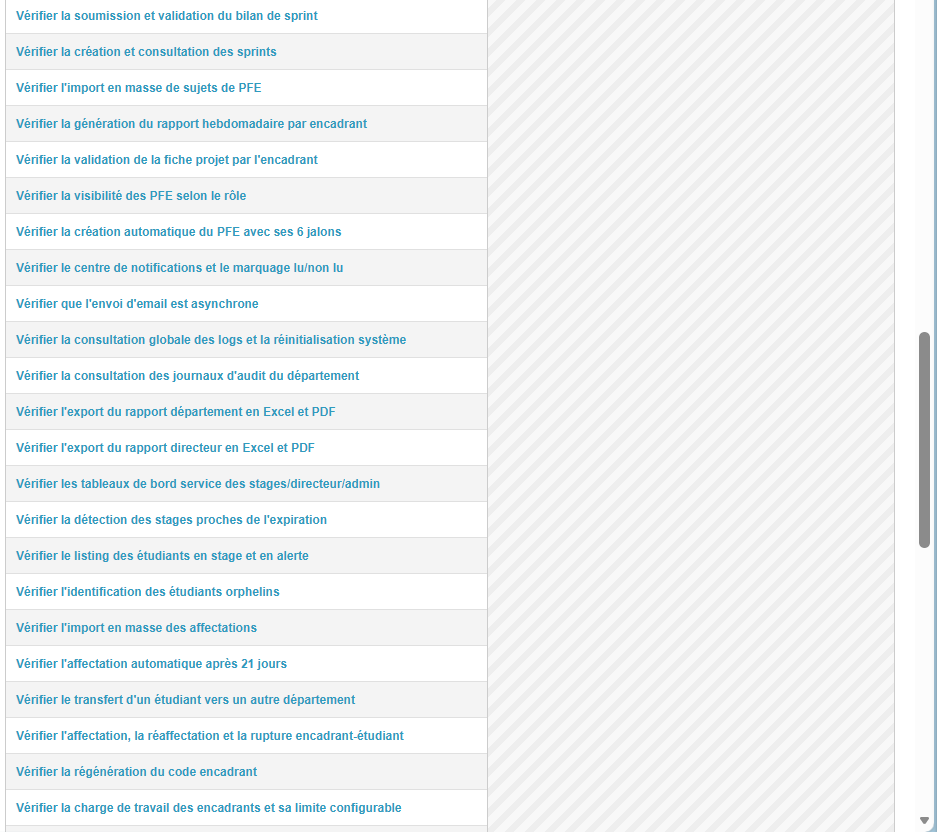 Vérifier la soumission et validation du bilan de sprint
Vérifier la création et consultation des sprints
Vérifier l'import en masse de sujets de PFE
Vérifier la génération du rapport hebdomadaire par encadrant
Vérifier la validation de la fiche projet par l'encadrant
Vérifier la visibilité des PFE selon le rôle
Vérifier la création automatique du PFE avec ses 6 jalons
Vérifier le centre de notifications et le marquage lu/non lu
Vérifier que l'envoi d'email est asynchrone
Vérifier la consultation globale des logs et la réinitialisation système
Vérifier la consultation des journaux d'audit du département
Vérifier l'export du rapport département en Excel et PDF
Vérifier l'export du rapport directeur en Excel et PDF
Vérifier les tableaux de bord service des stages/directeur/admin
Vérifier la détection des stages proches de l'expiration
Vérifier le listing des étudiants en stage et en alerte
Vérifier l'identification des étudiants orphelins
Vérifier l'import en masse des affectations
Vérifier l'affectation automatique après 21 jours
Vérifier le transfert d'un étudiant vers un autre département
Vérifier l'affectation, la réaffectation et la rupture encadrant-étudiant
Vérifier la régénération du code encadrant
Vérifier la charge de travail des encadrants et sa limite configurable